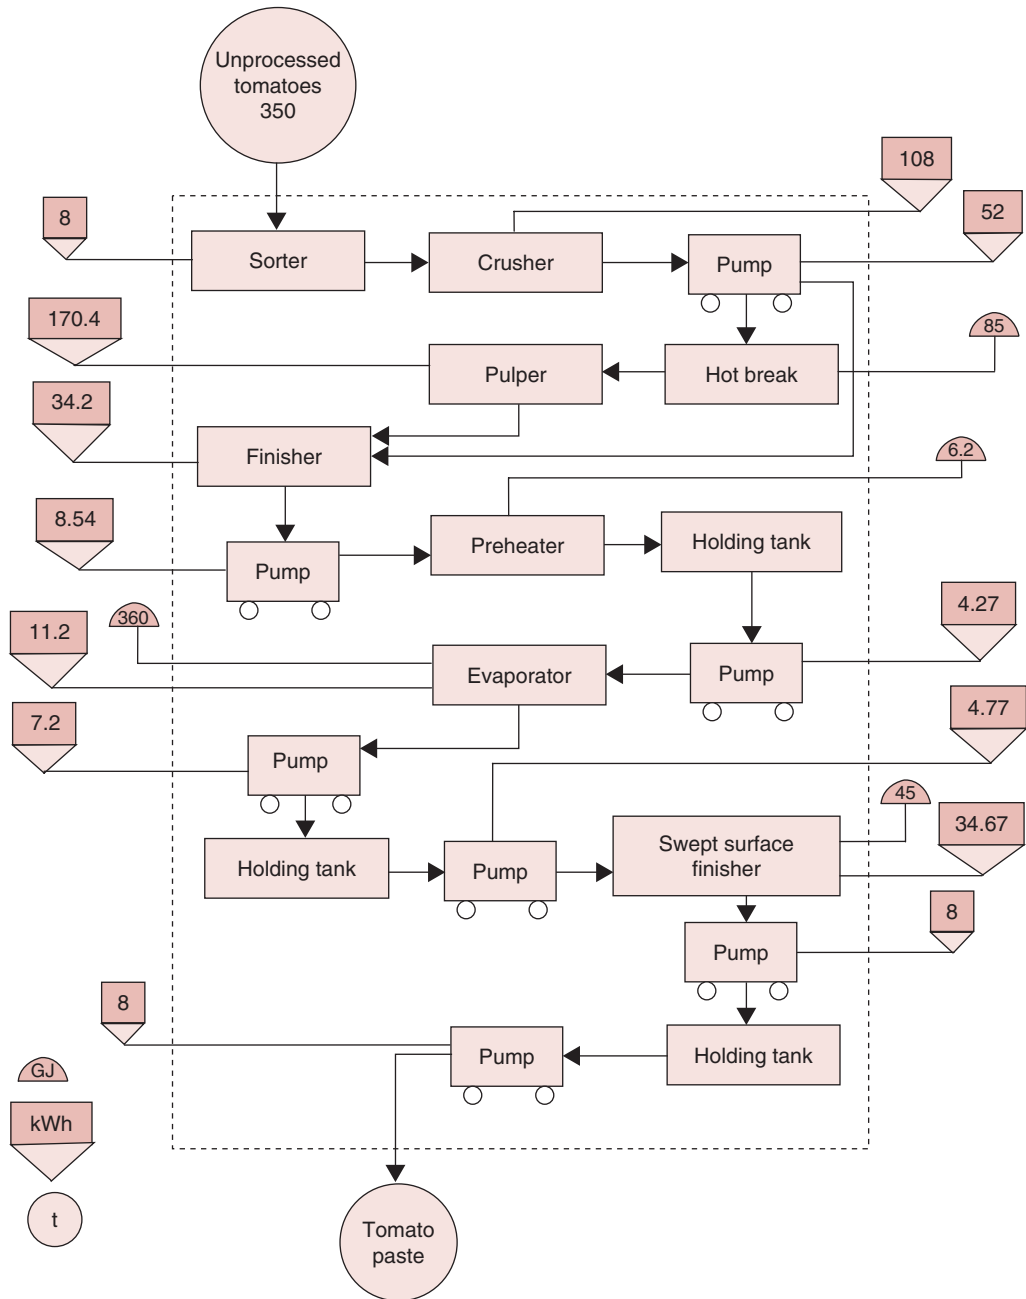 Unprocessed
tomatoes
350
108
8
52
Sorter
Crusher
Pump
170.4
85
Pulper
Hot break
34.2
Finisher
6.2
8.54
Preheater
Holding tank
Pump
360
4.27
11.2
Evaporator
Pump
4.77
7.2
Pump
45
34.67
Swept surface
finisher
Holding tank
Pump
8
Pump
8
Pump
Holding tank
GJ
kWh
t
Tomato
paste